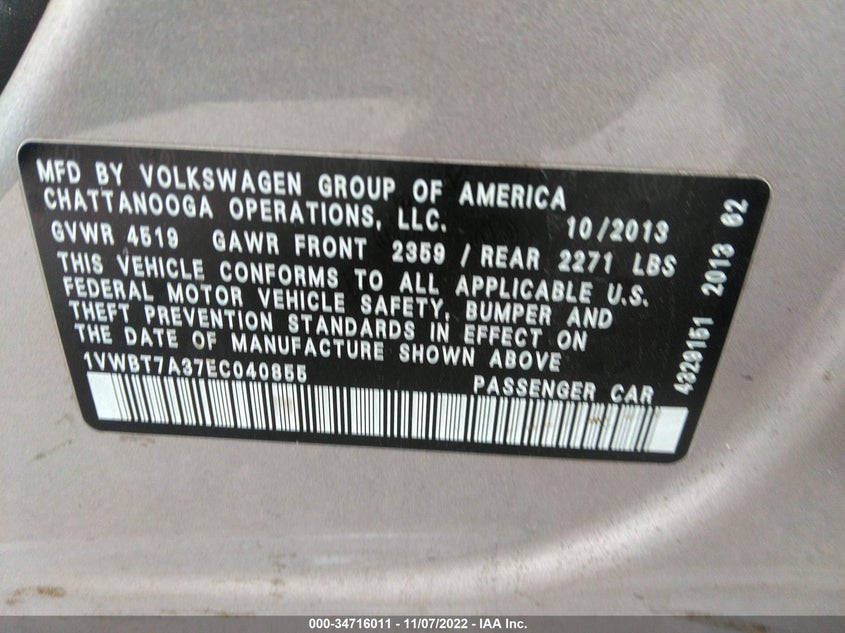 MFD BY VOLKSWAGEN GROUP OF AMERICA
CHATTANOOGA OPERATIONS, LLC. 10/2013
GVWR 4519 GAWR FRONT 2359 / REAR 2271 LBS
THIS VEHICLE CONFORMS TO ALL APPLICABLE U.S.
FEDERAL MOTOR VEHICLE SAFETY, BUMPER AND
THEFT PREVENTION STANDARDS IN EFFECT ON
THE DATE OF MANUFACTURE SHOWN ABOVE
1VWBT7A37EC040855 PASSENGER CAR
4329151 2013 62
000-34716011 - 11/07/2022 - IAA Inc.